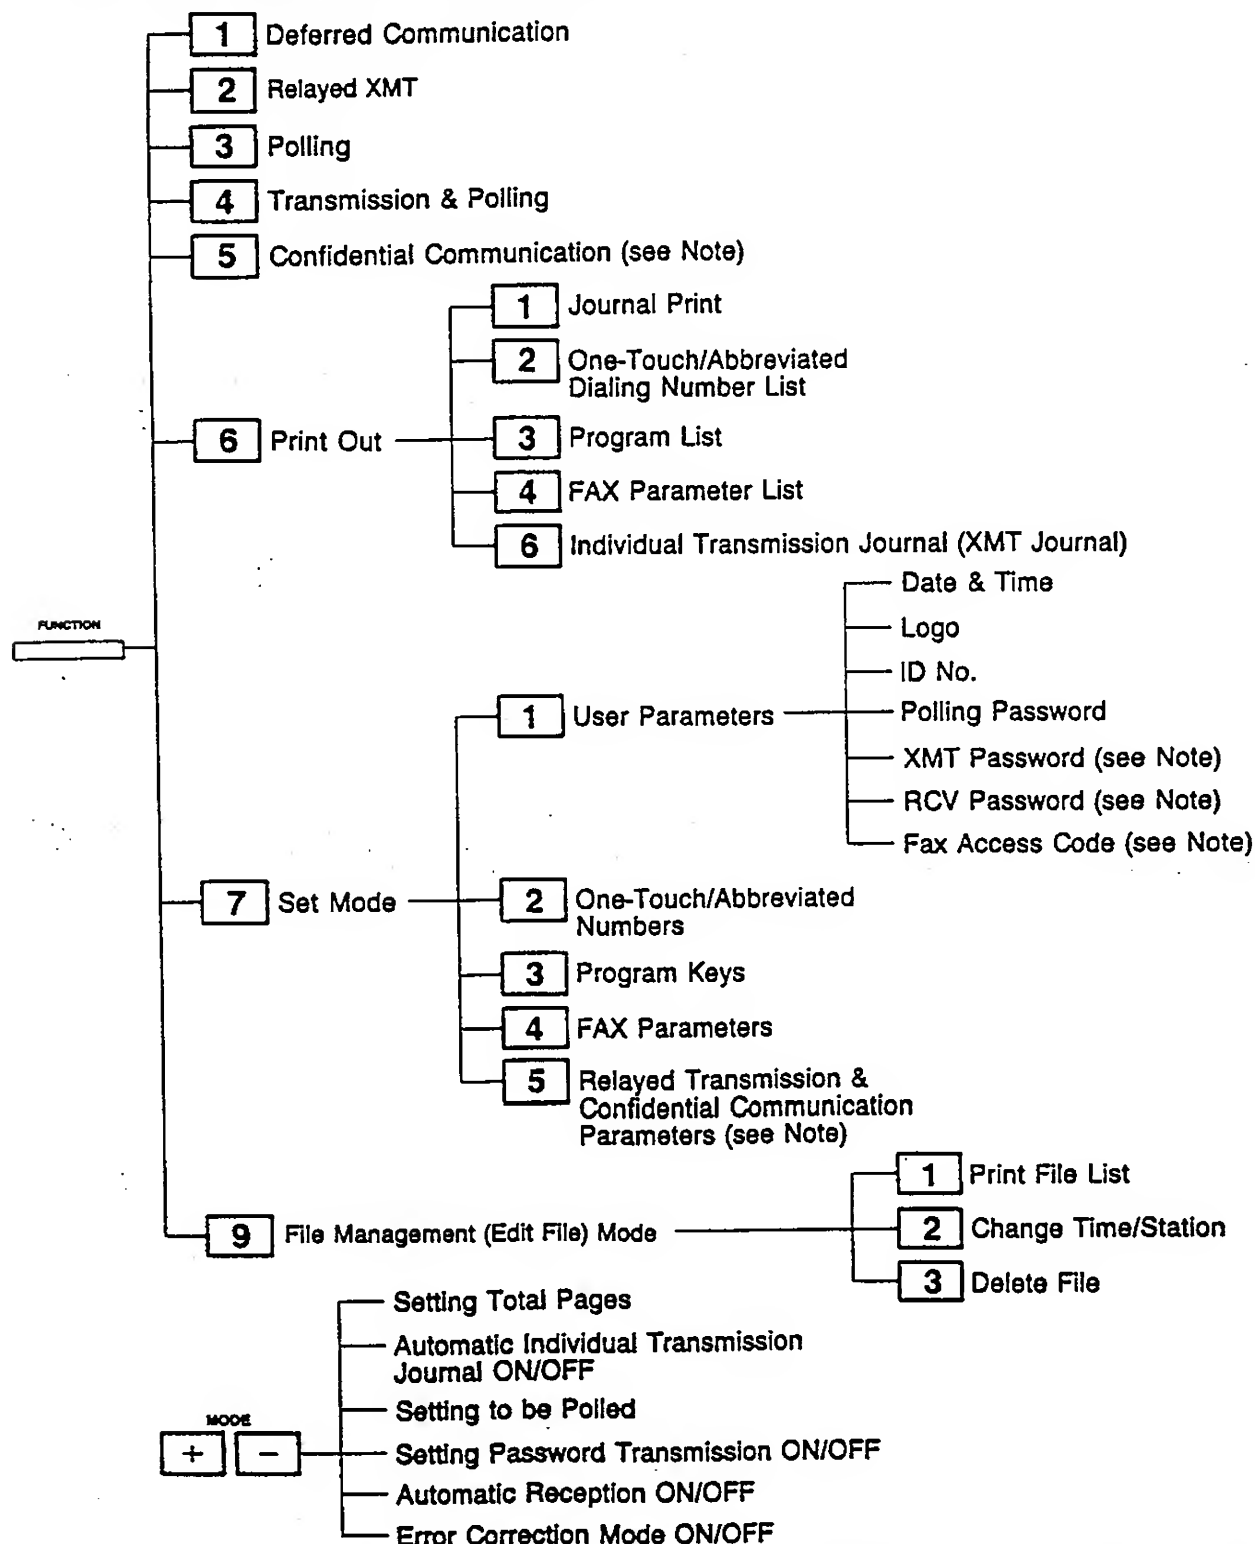 1 Deferred Communication
2 Relayed XMT
3 Polling
4 Transmission & Polling
5 Confidential Communication (see Note)
1 Journal Print
2 One-Touch/Abbreviated
Dialing Number List
6 Print Out
3 Program List
4 FAX Parameter List
6 Individual Transmission Journal (XMT Journal)
Date & Time
FUNCTION
Logo
ID No.
1 User Parameters
Polling Password
XMT Password (see Note)
RCV Password (see Note)
Fax Access Code (see Note)
7 Set Mode
2 One-Touch/Abbreviated
Numbers
3 Program Keys
4 FAX Parameters
5 Relayed Transmission &
Confidential Communication
Parameters (see Note)
1 Print File List
9 File Management (Edit File) Mode
2 Change Time/Station
3 Delete File
Setting Total Pages
Automatic Individual Transmission
Journal ON/OFF
Setting to be Polled
MODE
+ -
Setting Password Transmission ON/OFF
Automatic Reception ON/OFF
Error Correction Mode ON/OFF